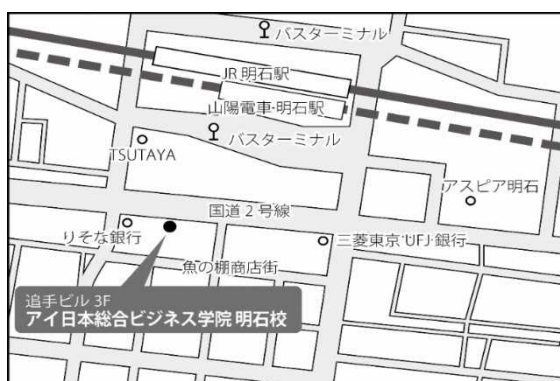 バスターミナル
JR 明石駅
山陽電車 明石駅
バスターミナル
TSUTAYA
アスピア明石
国道 2 号線
りそな銀行
三菱東京 UFJ 銀行
魚の棚商店街
追手ビル 3F
アイ日本総合ビジネス学院 明石校